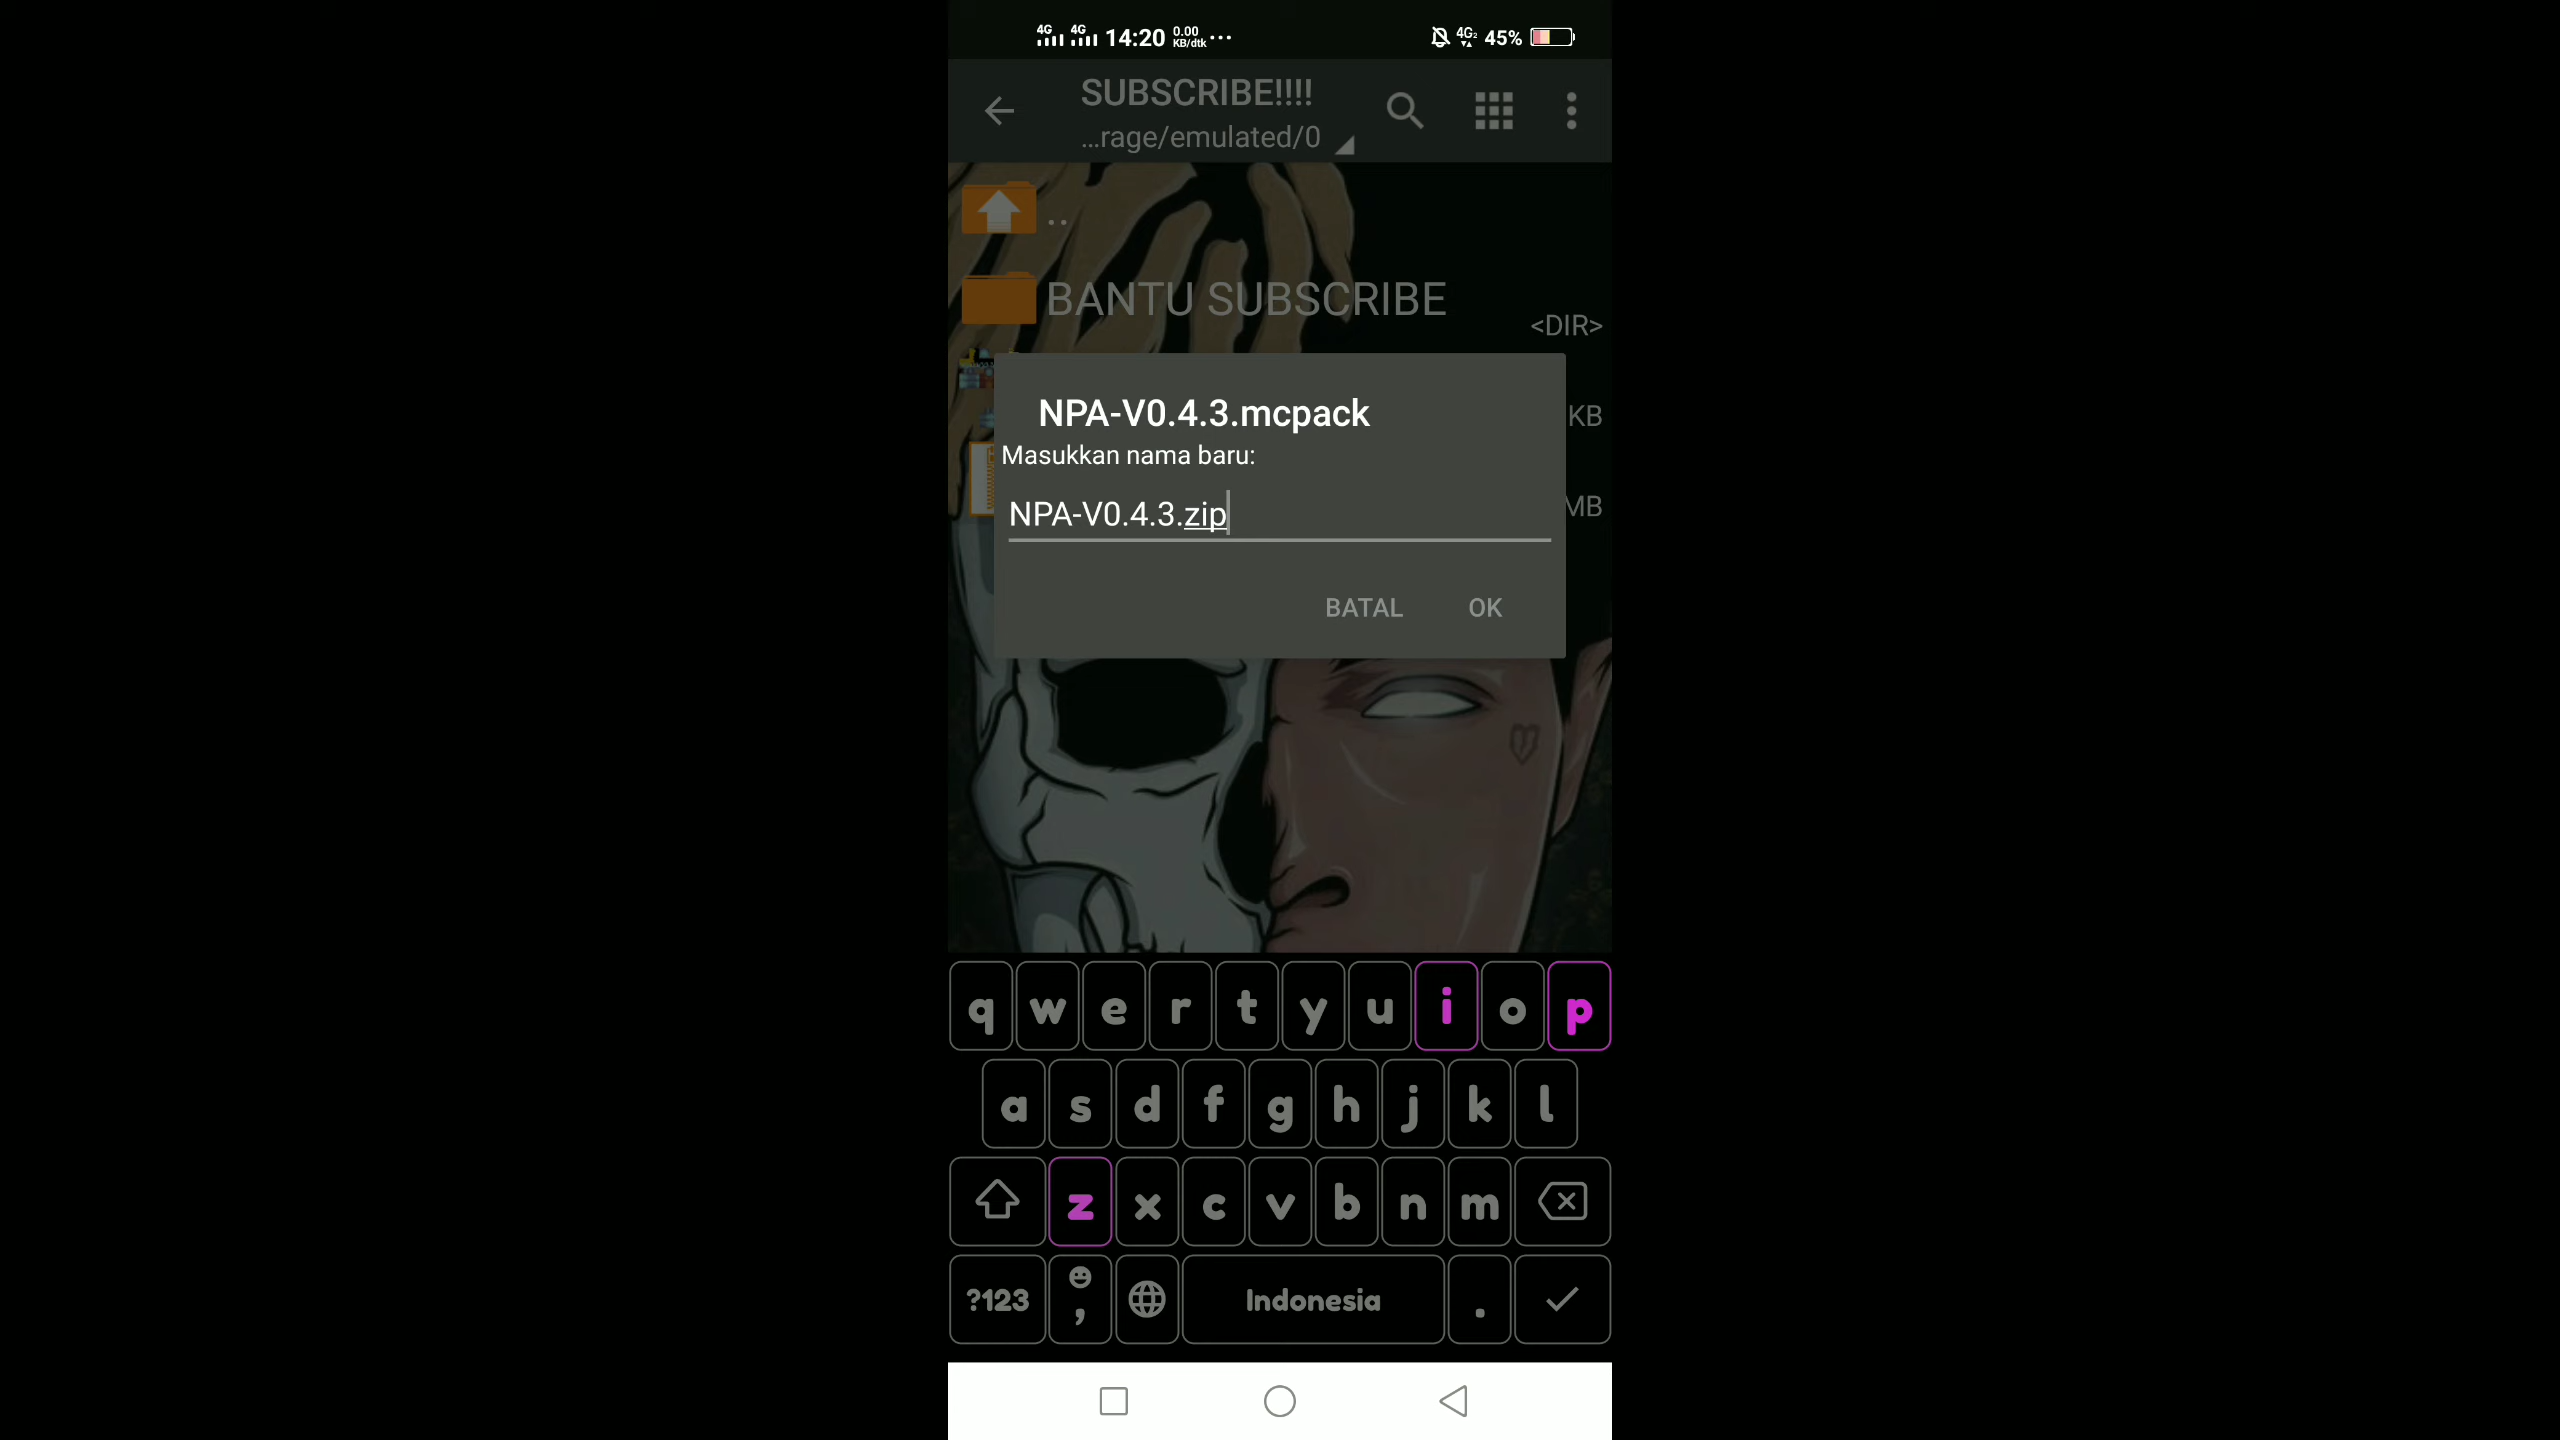 4G 4G 14:20 0.00 KB/dtk ... 4G2 45%
SUBSCRIBE!!!!
...rage/emulated/0
..
BANTU SUBSCRIBE
<DIR>
NPA-V0.4.3.mcpack
KB
Masukkan nama baru:
NPA-V0.4.3.zip
MB
BATAL OK
q w e r t y u i o p
a s d f g h j k l
z x c v b n m
?123 , Indonesia .